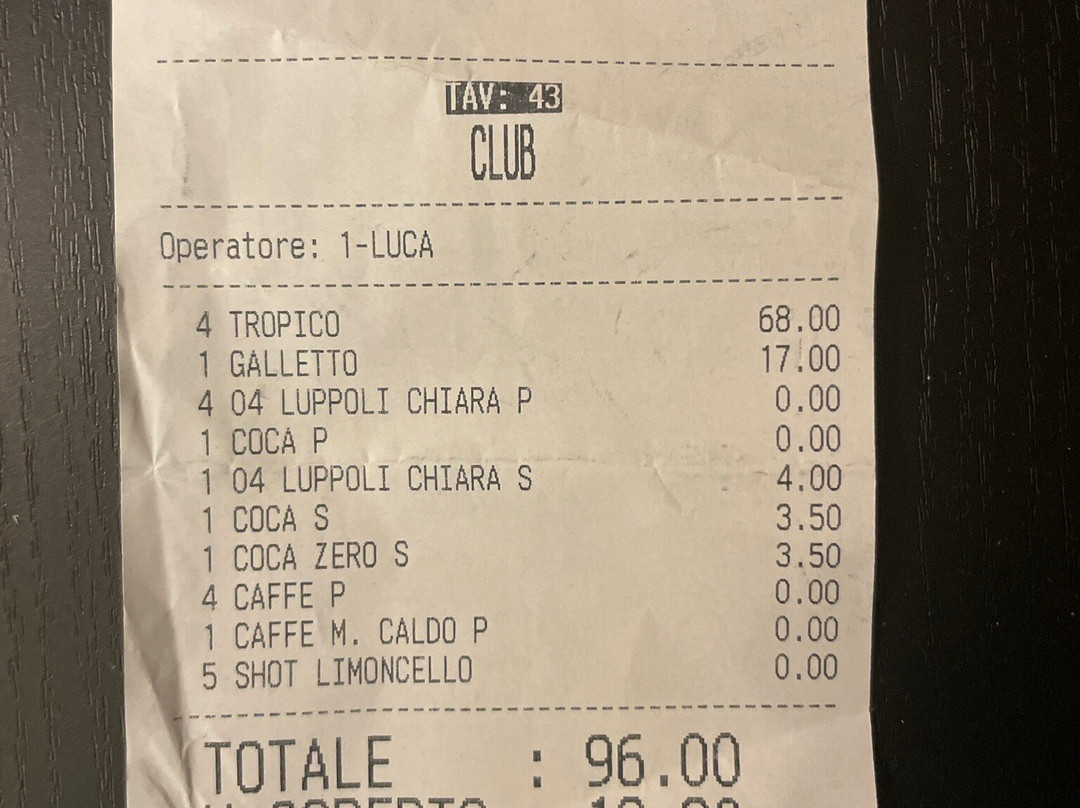 TAV: 43
CLUB
Operatore: 1-LUCA
4 TROPICO 68.00
1 GALLETTO 17.00
4 04 LUPPOLI CHIARA P 0.00
1 COCA P 0.00
1 04 LUPPOLI CHIARA S 4.00
1 COCA S 3.50
1 COCA ZERO S 3.50
4 CAFFE P 0.00
1 CAFFE M. CALDO P 0.00
5 SHOT LIMONCELLO 0.00
TOTALE : 96.00